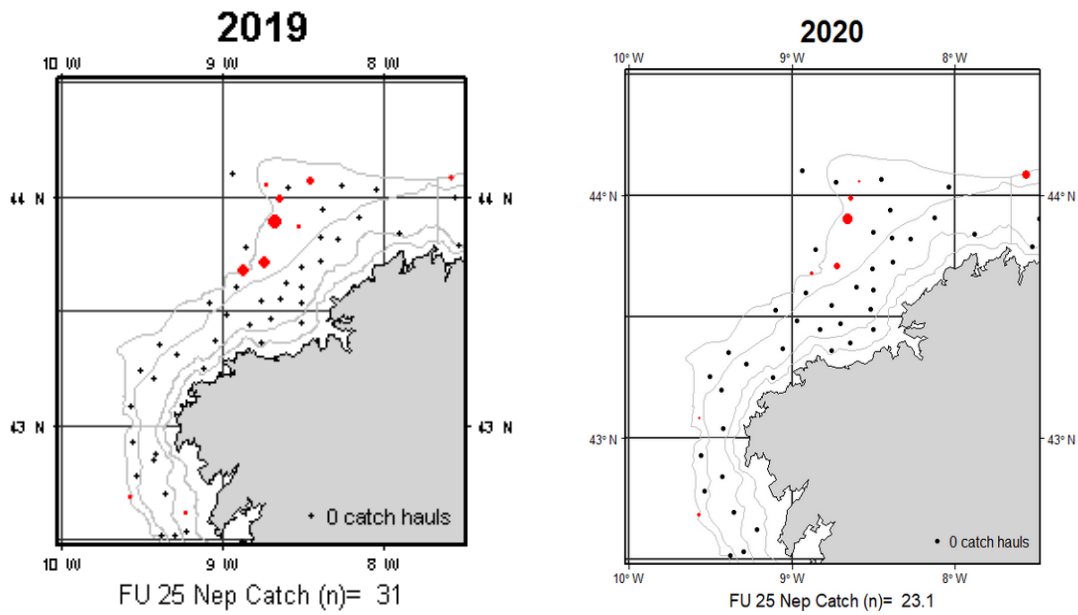 2019
10 W 9 W 8 W
44 N 44 N
43 N 43 N
0 catch hauls
10 W 9 W 8 W
FU 25 Nep Catch (n)= 31
2020
10°W 9°W 8°W
44°N 44°N
43°N 43°N
0 catch hauls
10°W 9°W 8°W
FU 25 Nep Catch (n)= 23.1